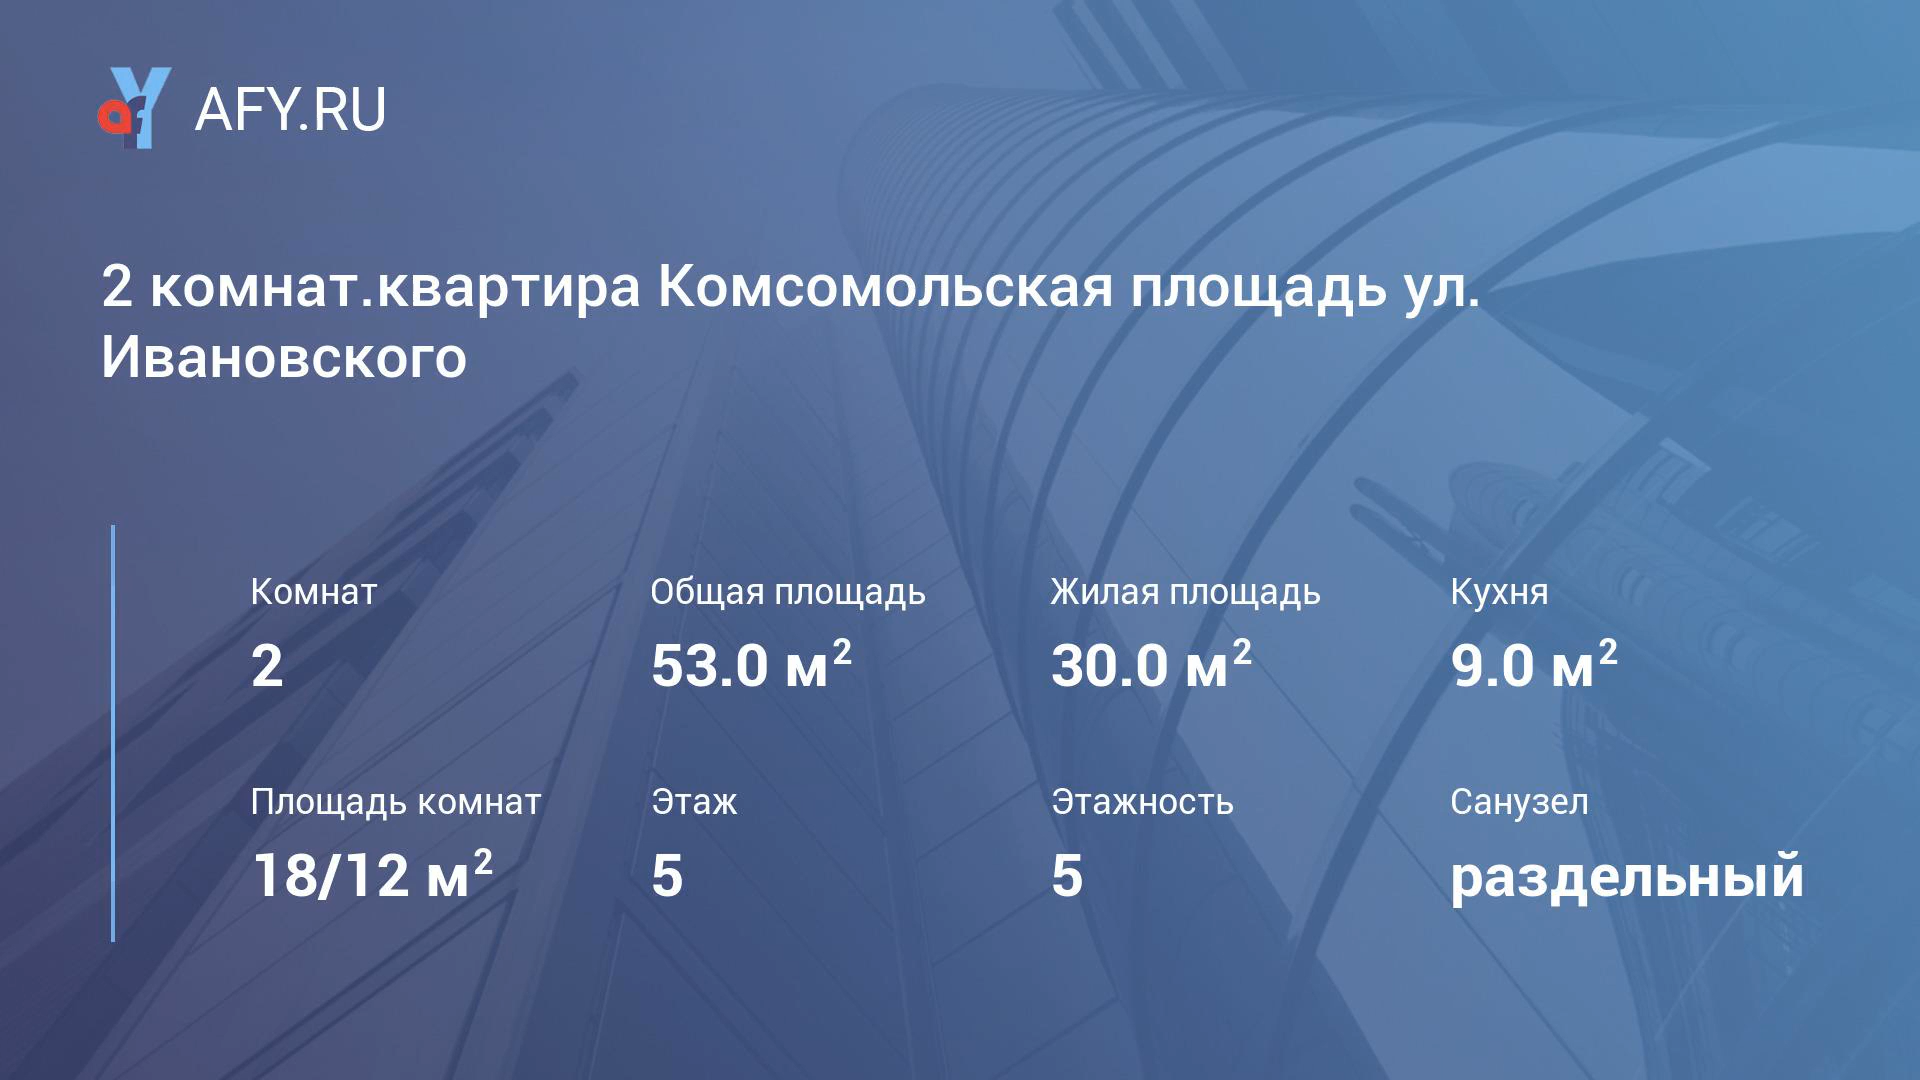 aYf AFY.RU
2 комнат.квартира Комсомольская площадь ул.
Ивановского
Комнат Общая площадь Жилая площадь Кухня
2 53.0 м² 30.0 м² 9.0 м²
Площадь комнат Этаж Этажность Санузел
18/12 м² 5 5 раздельный